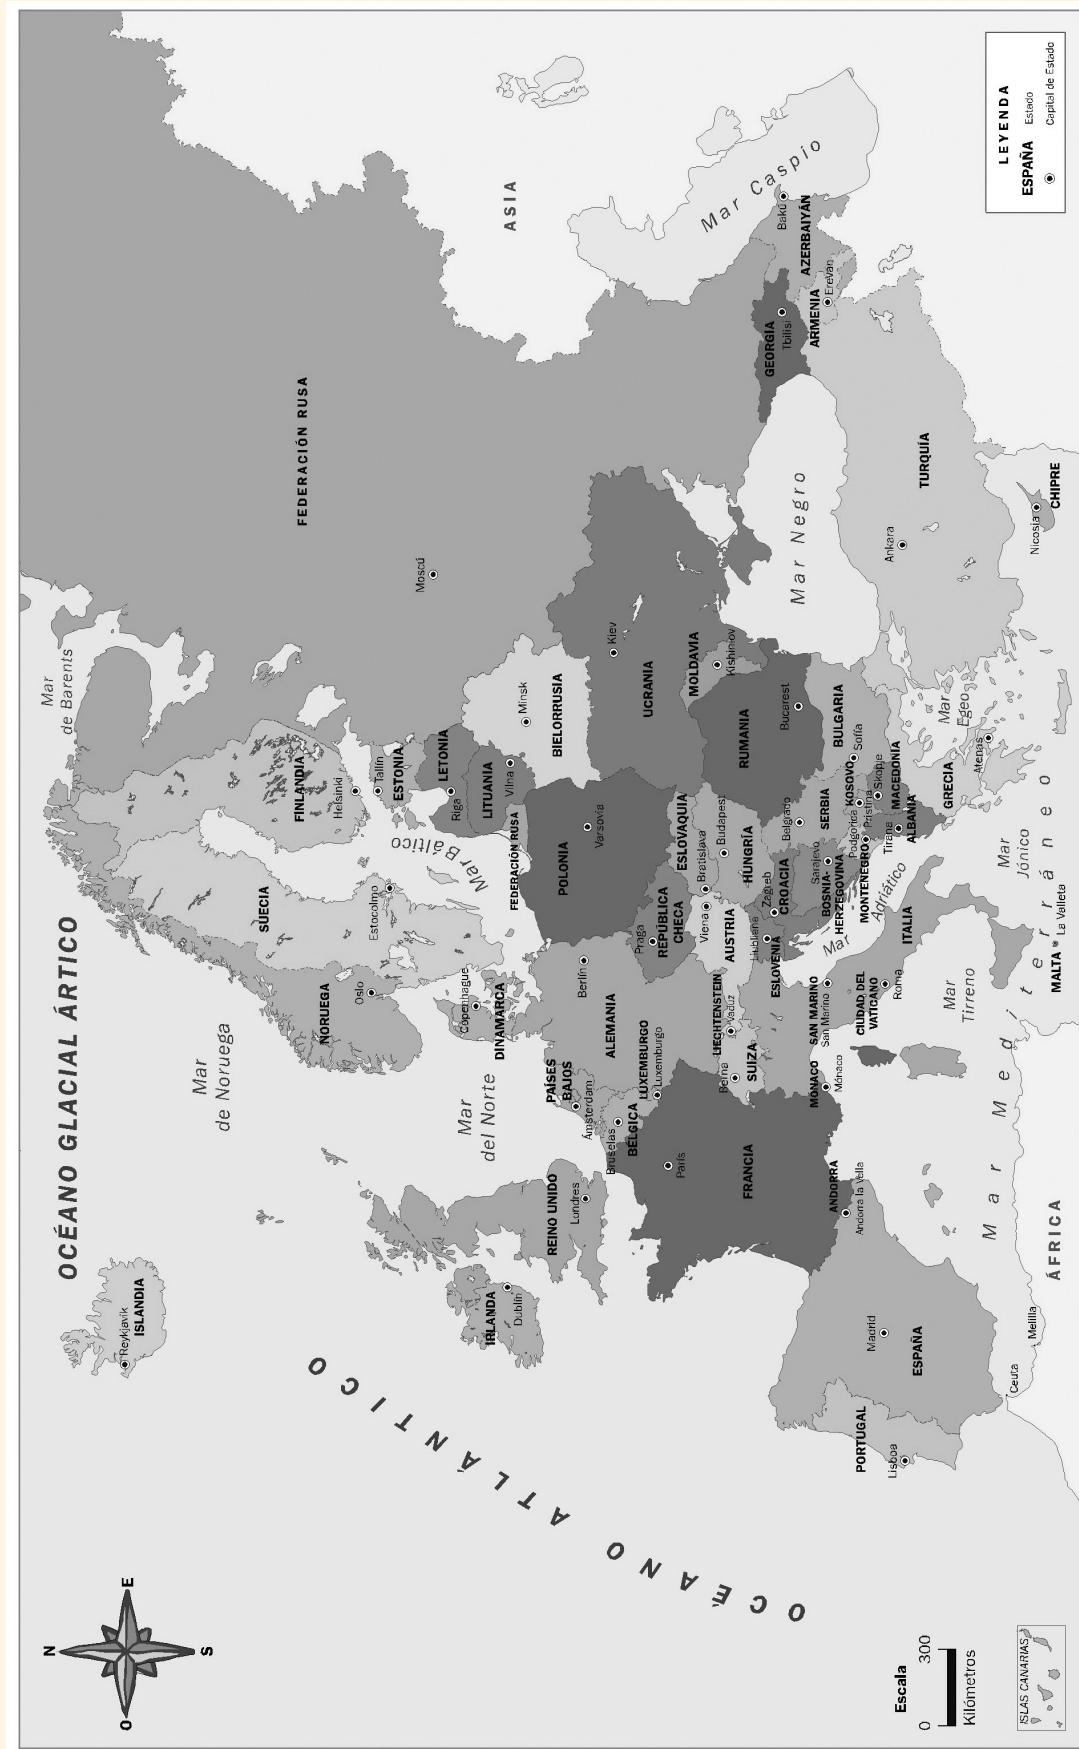 OCÉANO GLACIAL ÁRTICO
Mar
de Barents
N
O
E
S
Reykjavik
ISLANDIA
Mar
de Noruega
NORUEGA
Oslo
SUECIA
Estocolmo
FINLANDIA
Helsinki
Tallín
ESTONIA
FEDERACIÓN RUSA
Moscú
ASIA
Mar Báltico
LETONIA
Riga
LITUANIA
Vilna
FEDERACIÓN RUSA
Minsk
BIELORRUSIA
Mar
del Norte
Copenhague
DINAMARCA
IRLANDA
Dublín
REINO UNIDO
Londres
OCÉANO ATLÁNTICO
PAÍSES
BAJOS
Ámsterdam
Bruselas
BÉLGICA
LUXEMBURGO
Luxemburgo
Berlín
ALEMANIA
POLONIA
Varsovia
Kiev
UCRANIA
MOLDAVIA
Kishiniov
Praga
REPÚBLICA
CHECA
ESLOVAQUIA
Bratislava
Viena
AUSTRIA
Budapest
HUNGRÍA
RUMANIA
Bucarest
París
FRANCIA
Berna
SUIZA
LIECHTENSTEIN
Vaduz
Liubliana
ESLOVENIA
Zagreb
CROACIA
Belgrado
SERBIA
Sarajevo
BOSNIA-
HERZEGOVINA
MONTENEGRO
Podgorica
KOSOVO
Pristina
Sofía
BULGARIA
Skopje
MACEDONIA
Tirana
ALBANIA
GRECIA
Atenas
Mar
Egeo
Mar Negro
GEORGIA
Tbilisi
ARMENIA
Ereván
AZERBAIYÁN
Bakú
Mar Caspio
TURQUÍA
Ankara
Nicosia
CHIPRE
MÓNACO
Mónaco
SAN MARINO
San Marino
CIUDAD DEL
VATICANO
Roma
ITALIA
Mar
Adriático
Mar
Tirreno
Mar
Jónico
MALTA
La Valleta
ANDORRA
Andorra la Vella
Madrid
ESPAÑA
PORTUGAL
Lisboa
Ceuta
Melilla
Mar Mediterráneo
ÁFRICA
Escala
0 300
Kilómetros
ISLAS CANARIAS
LEYENDA
ESPAÑA Estado
Capital de Estado